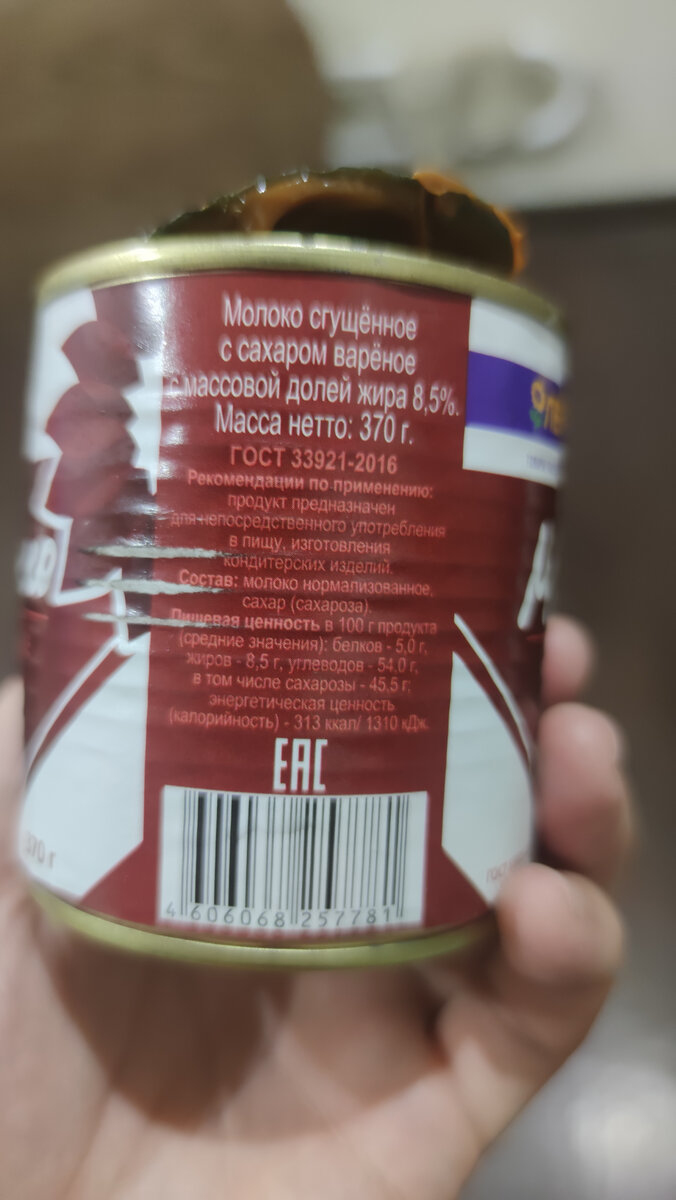 Молоко сгущённое
с сахаром варёное
с массовой долей жира 8,5%.
Масса нетто: 370 г.
ГОСТ 33921-2016
Рекомендации по применению:
продукт предназначен
для непосредственного употребления
в пищу, изготовления
кондитерских изделий.
Состав: молоко нормализованное,
сахар (сахароза).
Пищевая ценность в 100 г продукта
(средние значения): белков - 5,0 г,
жиров - 8,5 г, углеводов - 54,0 г,
в том числе сахарозы - 45,5 г;
энергетическая ценность
(калорийность) - 313 ккал/ 1310 кДж.
EAC
4 606068 257781
370 г
ГОСТ